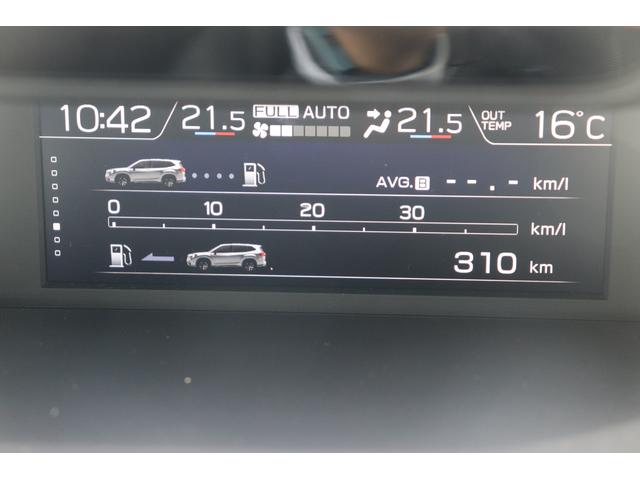 10:42 21.5 FULL AUTO 21.5 OUT TEMP 16°C
AVG. B --.- km/l
0 10 20 30
km/l
310 km